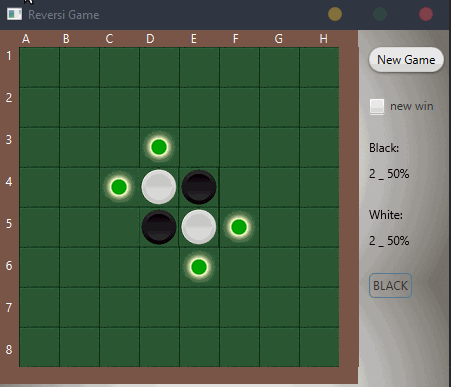 Reversi Game
A B C D E F G H
1
2
3
4
5
6
7
8
New Game
new win
Black:
2 _ 50%
White:
2 _ 50%
BLACK